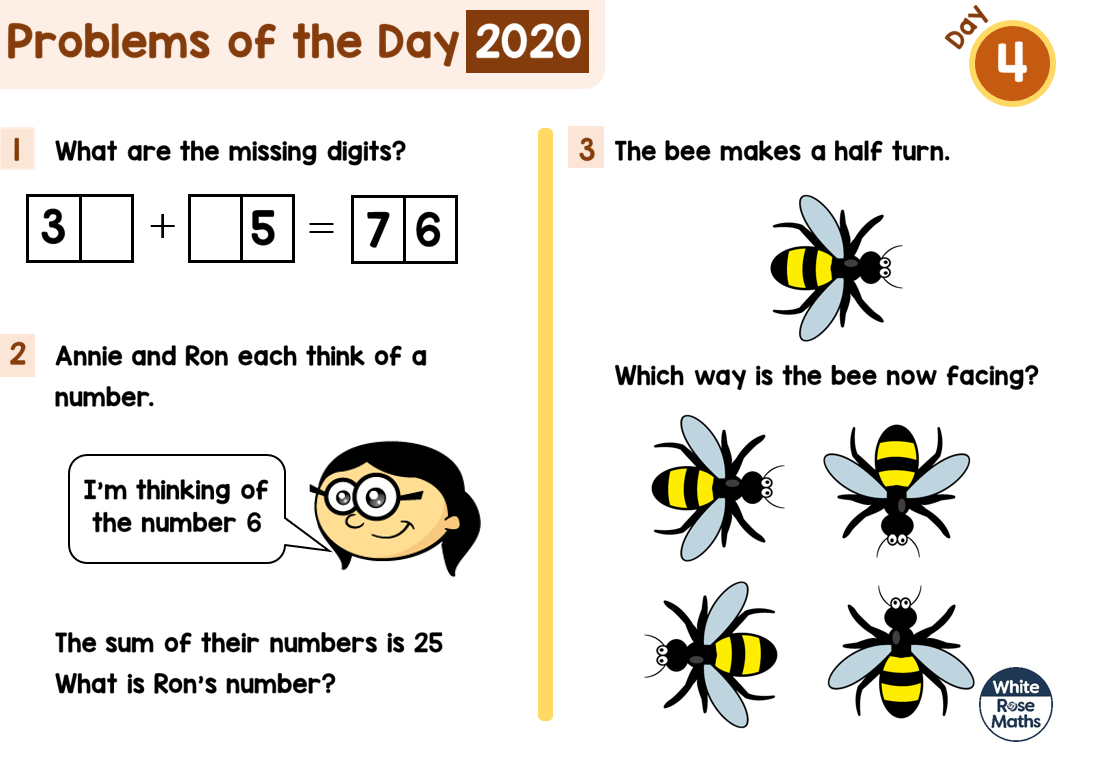 Problems of the Day 2020
Day
4
1 What are the missing digits?
3 + 5 = 7 6
2 Annie and Ron each think of a
number.
I'm thinking of
the number 6
The sum of their numbers is 25
What is Ron's number?
3 The bee makes a half turn.
Which way is the bee now facing?
White
Rose
Maths